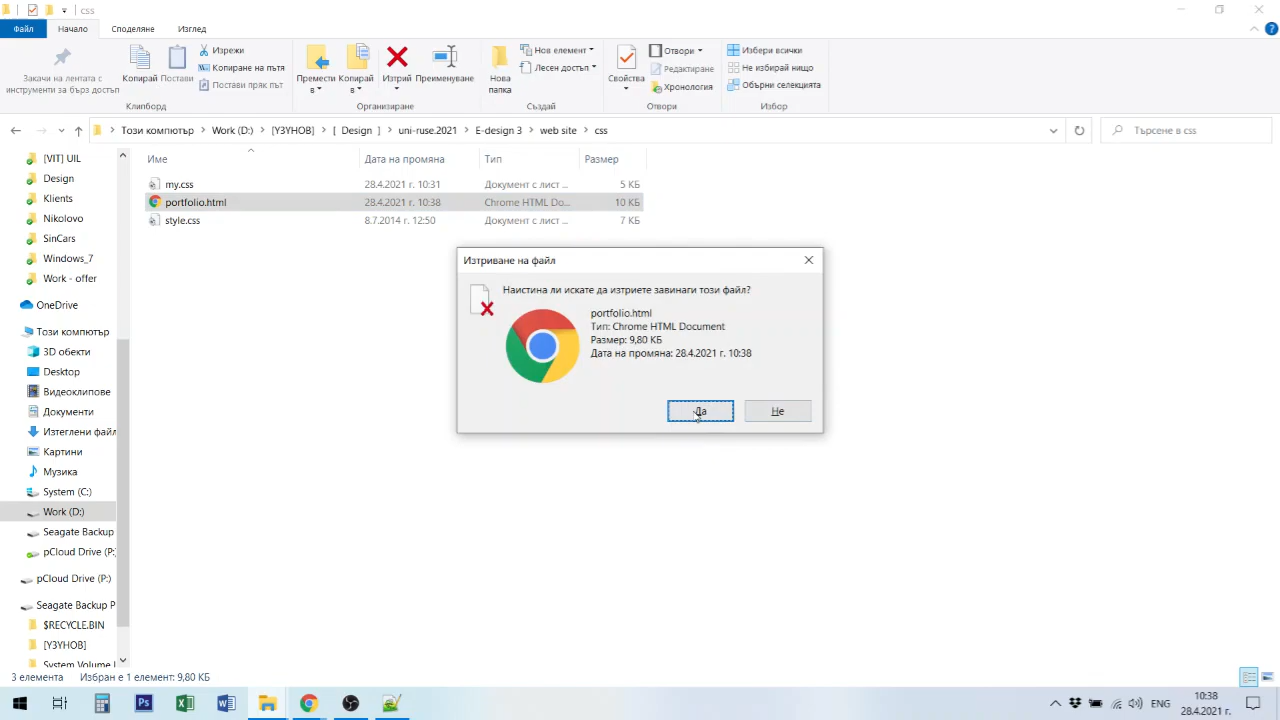 css
Файл
Начало
Споделяне
Изглед
Закачи на лентата с
инструменти за бърз достъп
Копирай
Постави
Изрежи
Копиране на пътя
Постави пряк път
Клипборд
Премести
в
Копирай
в
Изтрий
Преименуване
Организиране
Нова
папка
Нов елемент
Лесен достъп
Създай
Свойства
Отвори
Редактиране
Хронология
Отвори
Избери всички
Не избирай нищо
Обърни селекцията
Избор
Този компютър > Work (D:) > [УЗУНОВ] > [ Design ] > uni-ruse.2021 > E-design 3 > web site > css
Търсене в css
Име
Дата на промяна
Тип
Размер
my.css 28.4.2021 г. 10:31 Документ с лист ... 5 КБ
portfolio.html 28.4.2021 г. 10:38 Chrome HTML Do... 10 КБ
style.css 8.7.2014 г. 12:50 Документ с лист ... 7 КБ
[VIT] UIL
Design
Klients
Nikolovo
SinCars
Windows_7
Work - offer
OneDrive
Този компютър
3D обекти
Desktop
Видеоклипове
Документи
Изтеглени файл
Картини
Музика
System (C:)
Work (D:)
Seagate Backup
pCloud Drive (P:
pCloud Drive (P:)
Seagate Backup P
$RECYCLE.BIN
[УЗУНОВ]
System Volume I
Изтриване на файл
Наистина ли искате да изтриете завинаги този файл?
portfolio.html
Тип: Chrome HTML Document
Размер: 9,80 КБ
Дата на промяна: 28.4.2021 г. 10:38
Да
Не
3 елемента
Избран е 1 елемент: 9,80 КБ
Ps
ENG
10:38
28.4.2021 г.